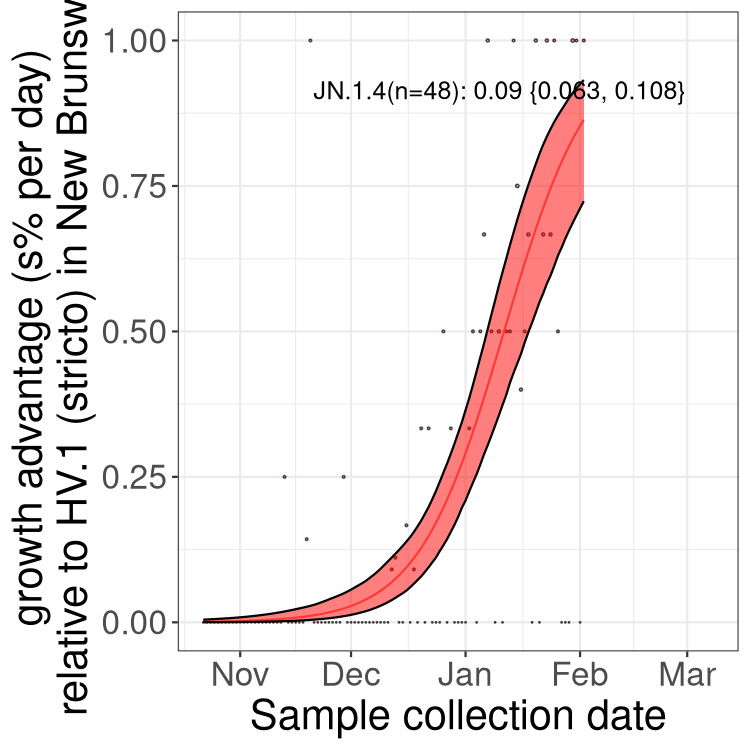 growth advantage (s% per day)
relative to HV.1 (stricto) in New Brunsw
1.00
0.75
0.50
0.25
0.00
JN.1.4(n=48): 0.09 {0.063, 0.108}
Nov Dec Jan Feb Mar
Sample collection date